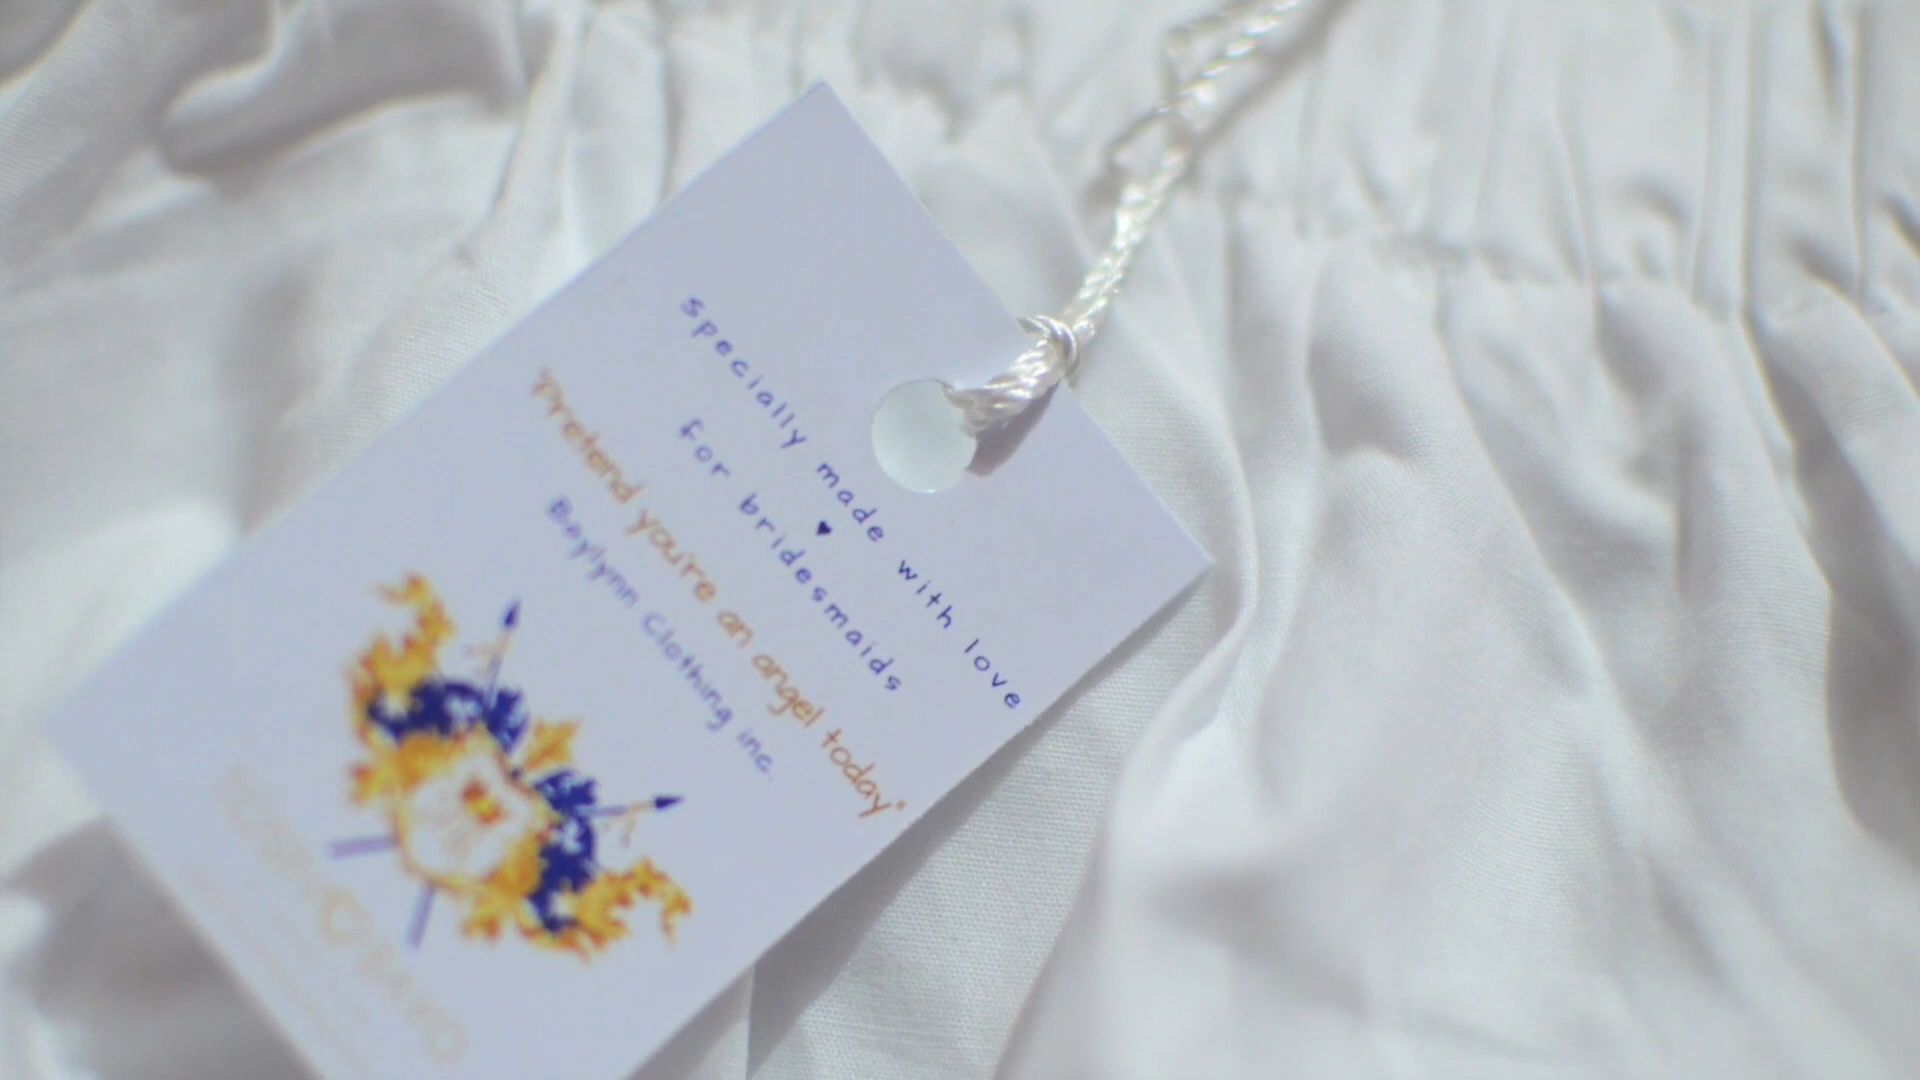 specially made with love
♥
for bridesmaids
"Pretend you're an angel today"
Baylynn Clothing inc.